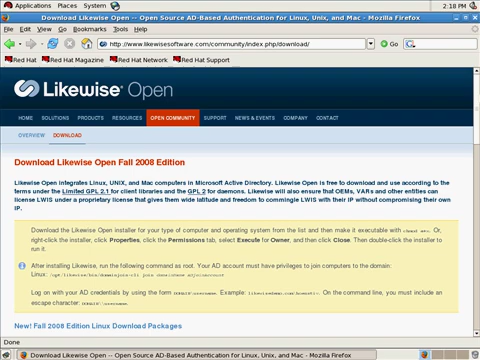 Applications Places System
2:18 PM
Download Likewise Open -- Open Source AD-Based Authentication for Linux, Unix, and Mac - Mozilla Firefox
File Edit View Go Bookmarks Tools Help
http://www.likewisesoftware.com/community/index.php/download/
Go
Red Hat Red Hat Magazine Red Hat Network Red Hat Support
Likewise Open
HOME SOLUTIONS PRODUCTS RESOURCES OPEN COMMUNITY SUPPORT NEWS & EVENTS COMPANY CONTACT
OVERVIEW DOWNLOAD
Download Likewise Open Fall 2008 Edition
Likewise Open integrates Linux, UNIX, and Mac computers in Microsoft Active Directory. Likewise Open is free to download and use according to the
terms under the Limited GPL 2.1 for client libraries and the GPL 2 for daemons. Likewise will also ensure that OEMs, VARs and other entities can
license LWIS under a proprietary license that gives them wide latitude and freedom to commingle LWIS with their IP without compromising their own
IP.
Download the Likewise Open installer for your type of computer and operating system from the list and then make it executable with Or,
right-click the installer, click Properties, click the Permissions tab, select Execute for Owner, and then click Close. Then double-click the installer to
run it.
After installing Likewise, run the following command as root. Your AD account must have privileges to join computers to the domain:
Linux:
Log on with your AD credentials by using the form Example: On the command line, you must include an
escape character:
New! Fall 2008 Edition Linux Download Packages
Done
Download Likewise Open -- Open Source AD-Based Authentication for Linux, Unix, and Mac - Mozilla Firefox